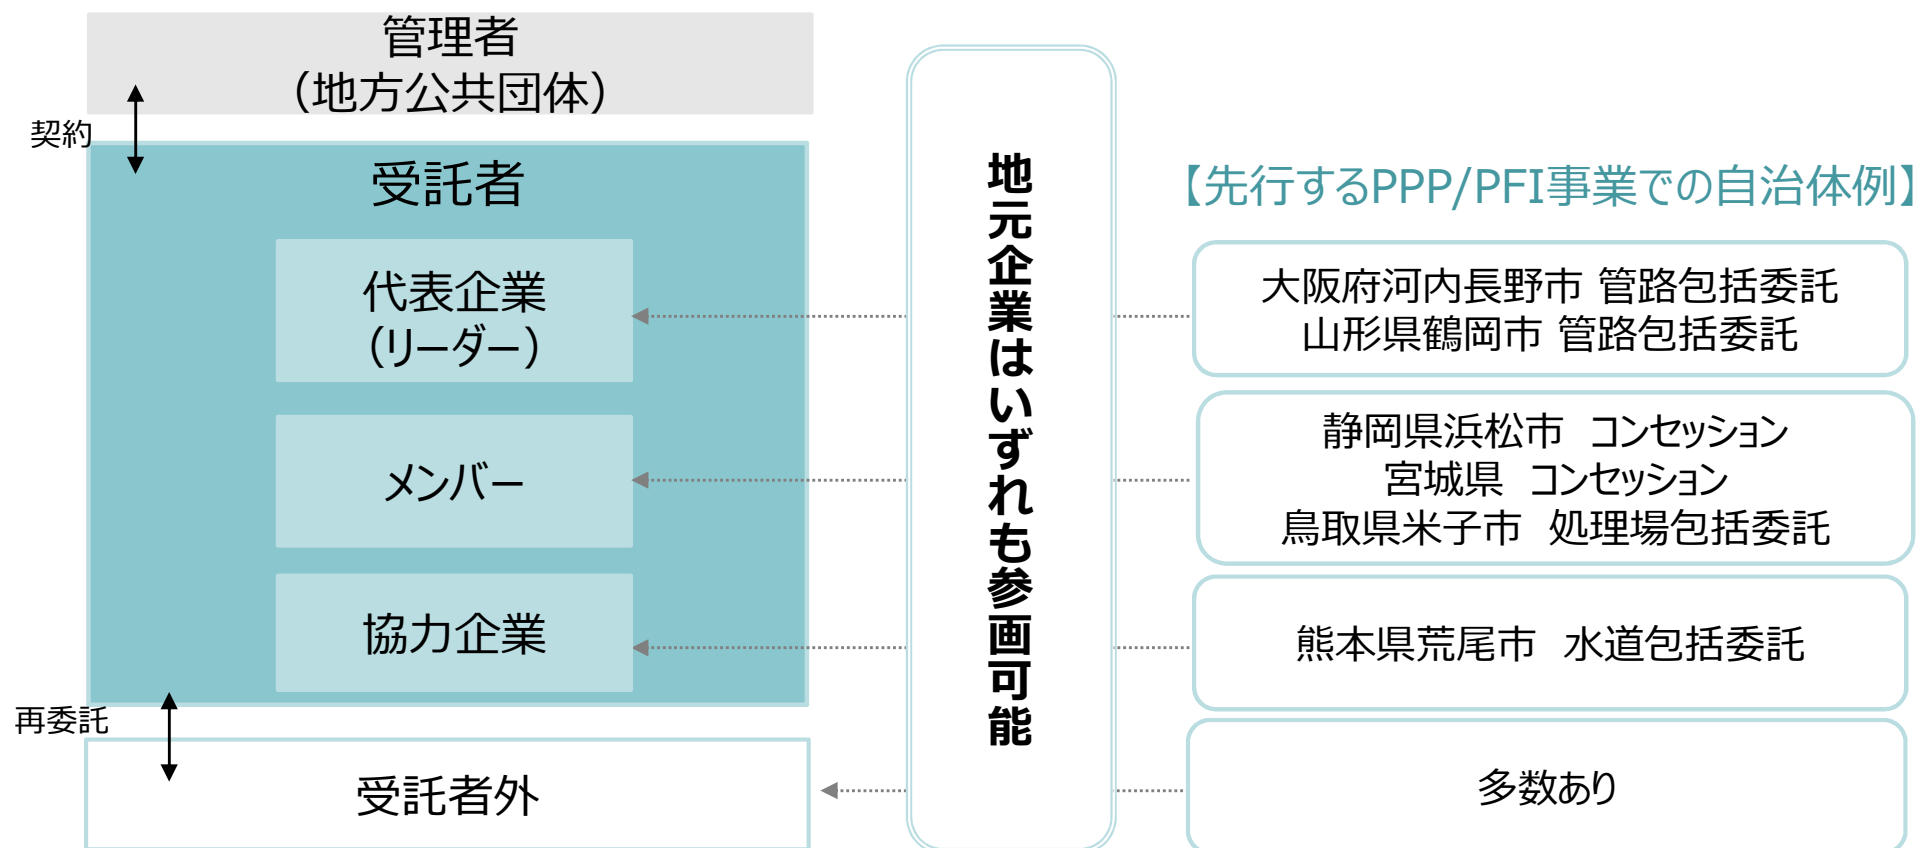 管理者
（地方公共団体）
契約
受託者
代表企業
（リーダー）
メンバー
協力企業
再委託
受託者外
地元企業はいずれも参画可能
【先行するPPP/PFI事業での自治体例】
大阪府河内長野市 管路包括委託
山形県鶴岡市 管路包括委託
静岡県浜松市　コンセッション
宮城県　コンセッション
鳥取県米子市　処理場包括委託
熊本県荒尾市　水道包括委託
多数あり